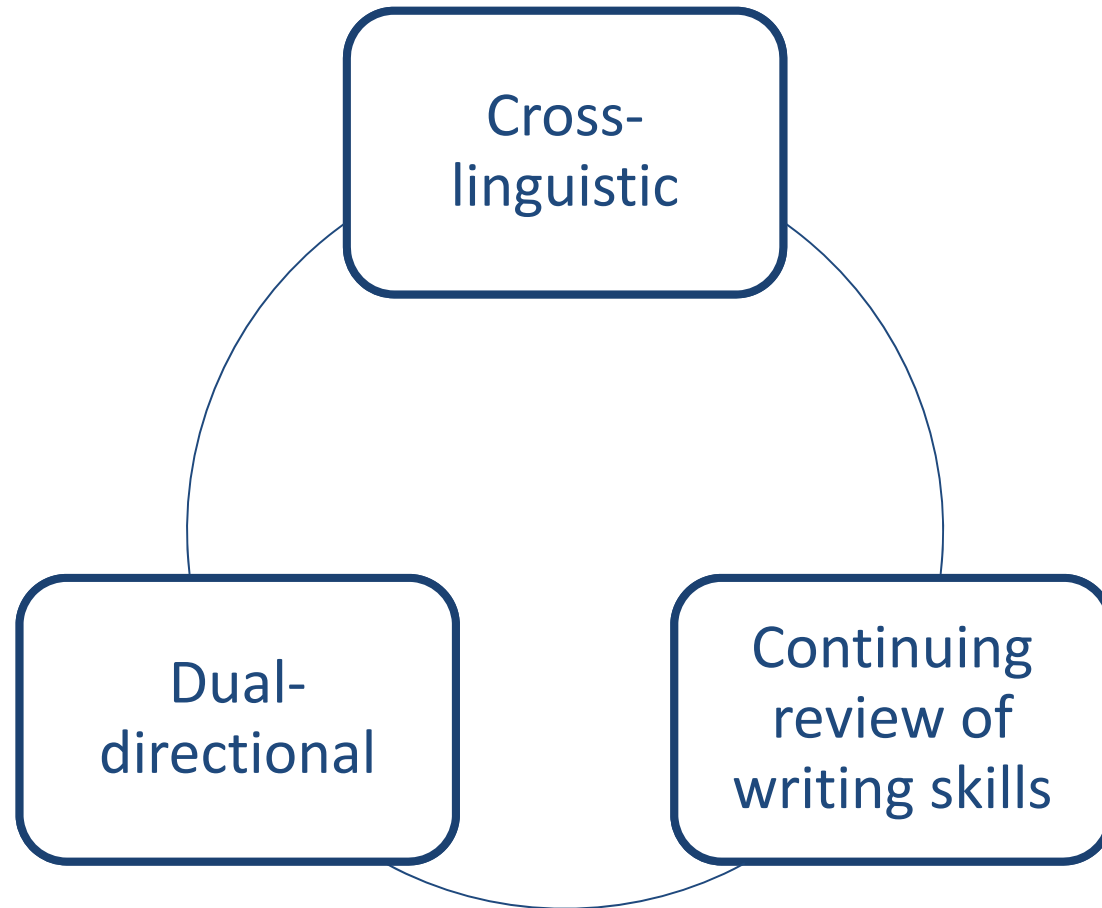 Cross-
linguistic
Dual-
directional
Continuing
review of
writing skills